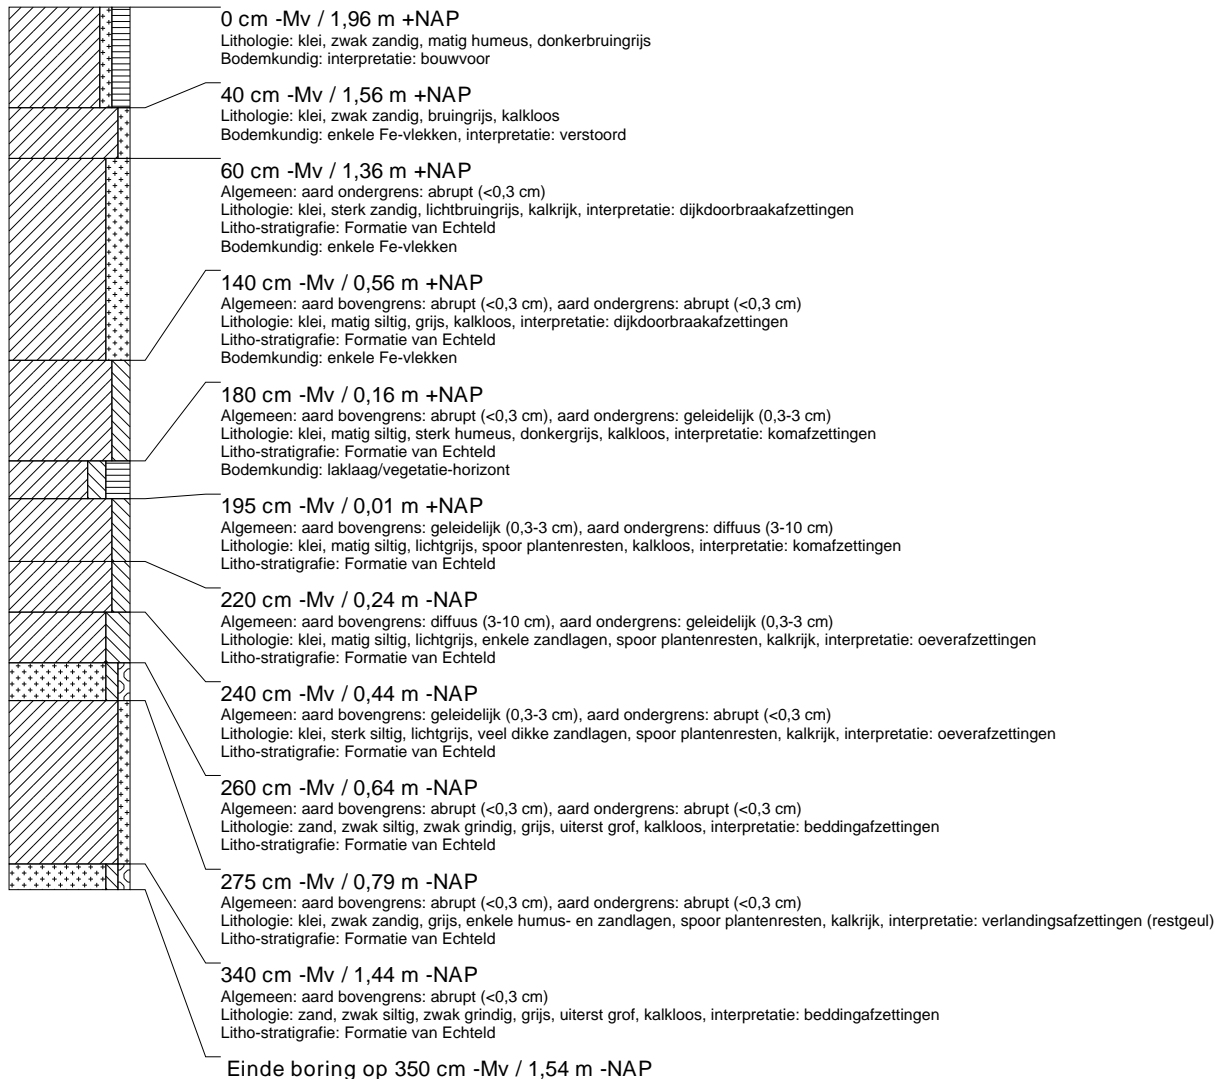 0 cm -Mv / 1,96 m +NAP
Lithologie: klei, zwak zandig, matig humeus, donkerbruingrijs
Bodemkundig: interpretatie: bouwvoor
40 cm -Mv / 1,56 m +NAP
Lithologie: klei, zwak zandig, bruingrijs, kalkloos
Bodemkundig: enkele Fe-vlekken, interpretatie: verstoord
60 cm -Mv / 1,36 m +NAP
Algemeen: aard ondergrens: abrupt (<0,3 cm)
Lithologie: klei, sterk zandig, lichtbruingrijs, kalkrijk, interpretatie: dijkdoorbraakafzettingen
Litho-stratigrafie: Formatie van Echteld
Bodemkundig: enkele Fe-vlekken
140 cm -Mv / 0,56 m +NAP
Algemeen: aard bovengrens: abrupt (<0,3 cm), aard ondergrens: abrupt (<0,3 cm)
Lithologie: klei, matig siltig, grijs, kalkloos, interpretatie: dijkdoorbraakafzettingen
Litho-stratigrafie: Formatie van Echteld
Bodemkundig: enkele Fe-vlekken
180 cm -Mv / 0,16 m +NAP
Algemeen: aard bovengrens: abrupt (<0,3 cm), aard ondergrens: geleidelijk (0,3-3 cm)
Lithologie: klei, matig siltig, sterk humeus, donkergrijs, kalkloos, interpretatie: komafzettingen
Litho-stratigrafie: Formatie van Echteld
Bodemkundig: laklaag/vegetatie-horizont
195 cm -Mv / 0,01 m +NAP
Algemeen: aard bovengrens: geleidelijk (0,3-3 cm), aard ondergrens: diffuus (3-10 cm)
Lithologie: klei, matig siltig, lichtgrijs, spoor plantenresten, kalkloos, interpretatie: komafzettingen
Litho-stratigrafie: Formatie van Echteld
220 cm -Mv / 0,24 m -NAP
Algemeen: aard bovengrens: diffuus (3-10 cm), aard ondergrens: geleidelijk (0,3-3 cm)
Lithologie: klei, matig siltig, lichtgrijs, enkele zandlagen, spoor plantenresten, kalkrijk, interpretatie: oeverafzettingen
Litho-stratigrafie: Formatie van Echteld
240 cm -Mv / 0,44 m -NAP
Algemeen: aard bovengrens: geleidelijk (0,3-3 cm), aard ondergrens: abrupt (<0,3 cm)
Lithologie: klei, sterk siltig, lichtgrijs, veel dikke zandlagen, spoor plantenresten, kalkrijk, interpretatie: oeverafzettingen
Litho-stratigrafie: Formatie van Echteld
260 cm -Mv / 0,64 m -NAP
Algemeen: aard bovengrens: abrupt (<0,3 cm), aard ondergrens: abrupt (<0,3 cm)
Lithologie: zand, zwak siltig, zwak grindig, grijs, uiterst grof, kalkloos, interpretatie: beddingafzettingen
Litho-stratigrafie: Formatie van Echteld
275 cm -Mv / 0,79 m -NAP
Algemeen: aard bovengrens: abrupt (<0,3 cm), aard ondergrens: abrupt (<0,3 cm)
Lithologie: klei, zwak zandig, grijs, enkele humus- en zandlagen, spoor plantenresten, kalkrijk, interpretatie: verlandingsafzettingen (restgeul)
Litho-stratigrafie: Formatie van Echteld
340 cm -Mv / 1,44 m -NAP
Algemeen: aard bovengrens: abrupt (<0,3 cm)
Lithologie: zand, zwak siltig, zwak grindig, grijs, uiterst grof, kalkloos, interpretatie: beddingafzettingen
Litho-stratigrafie: Formatie van Echteld
Einde boring op 350 cm -Mv / 1,54 m -NAP